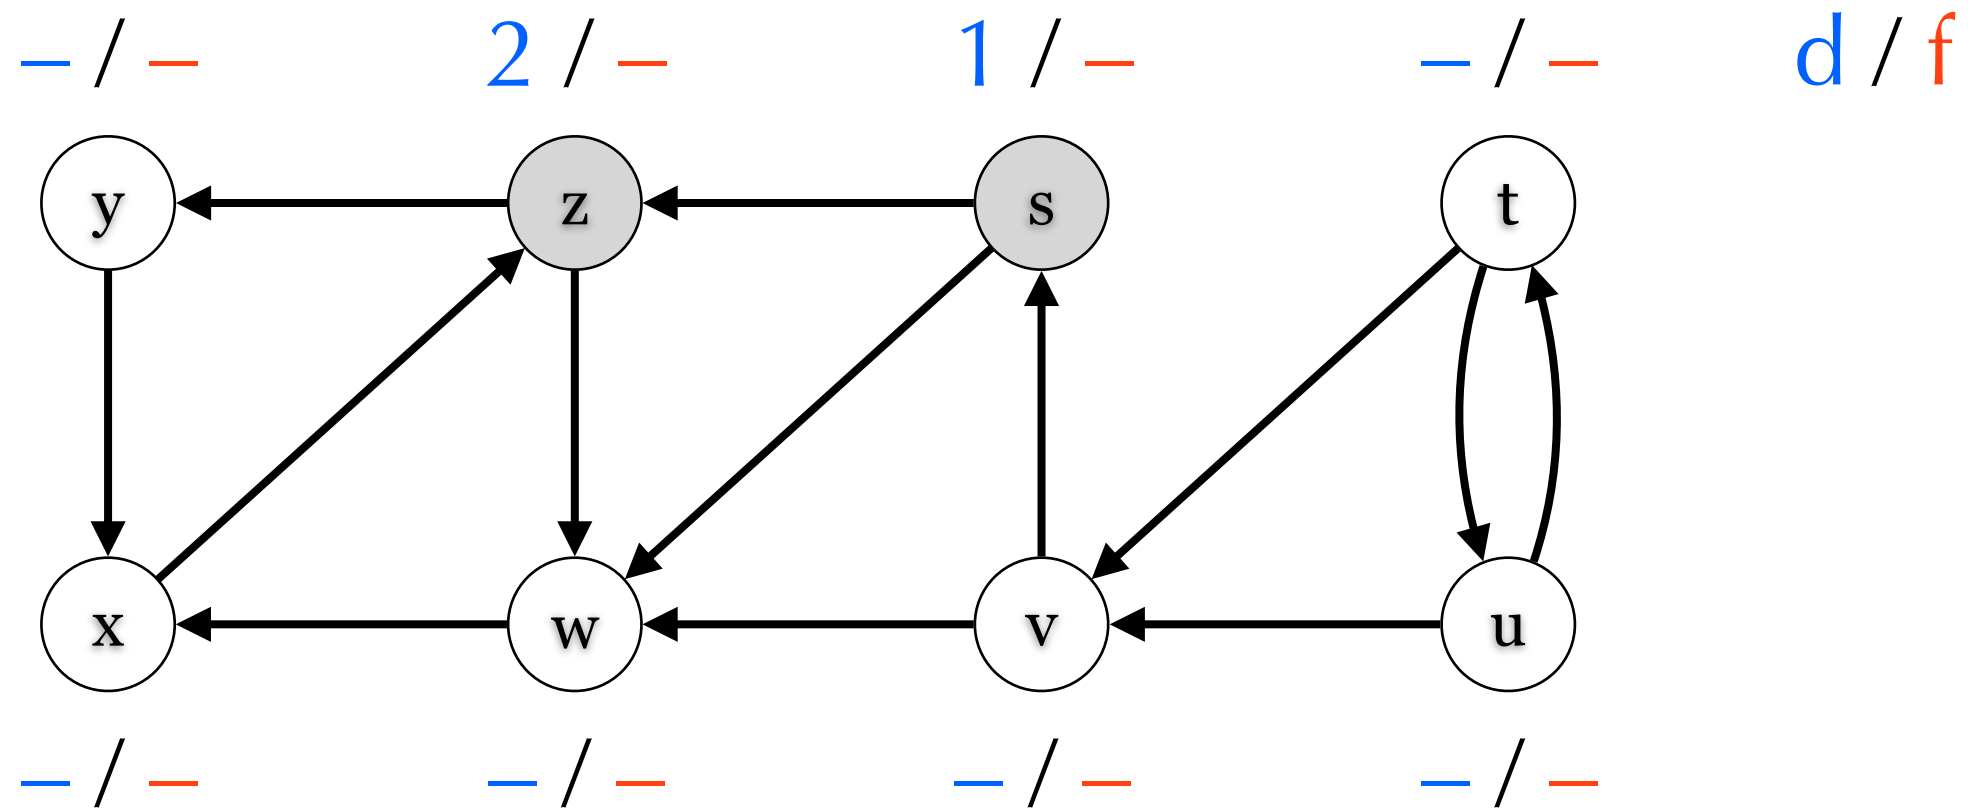 – / – 2 / – 1 / – – / – d / f
y z s t
x w v u
– / – – / – – / – – / –